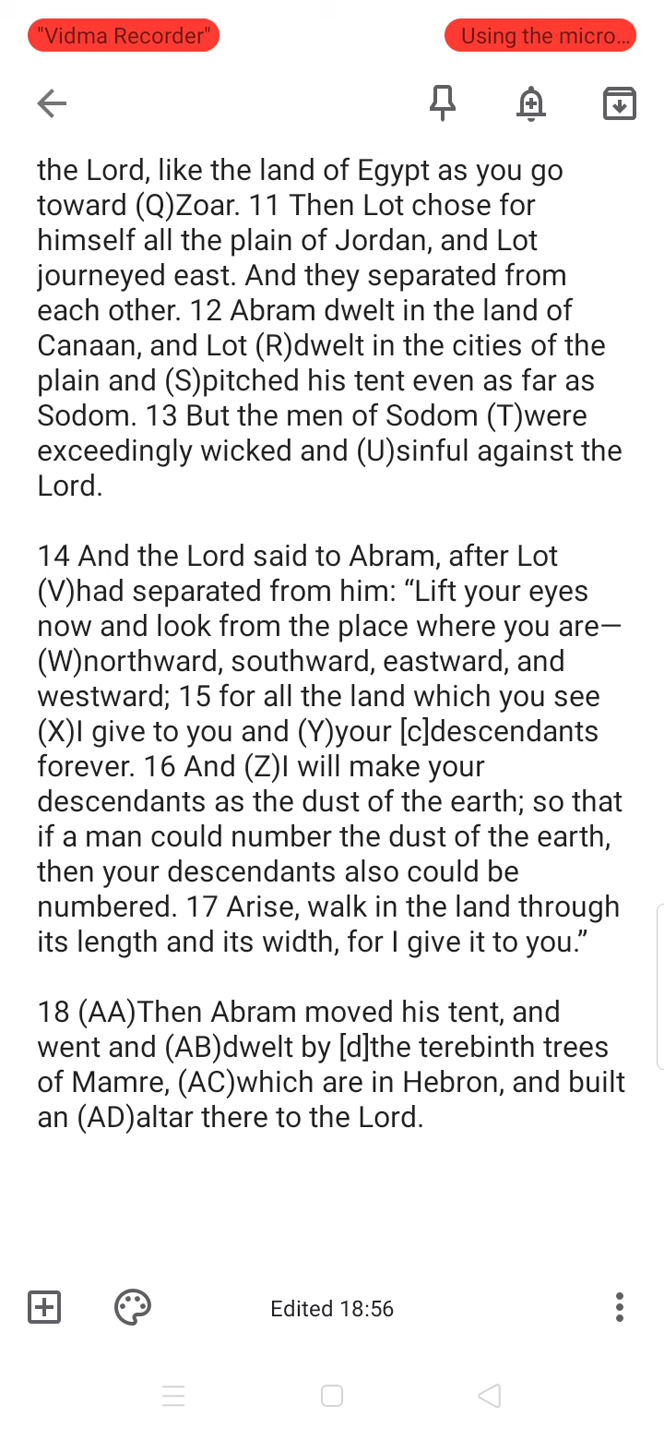 "Vidma Recorder"
Using the micro...
the Lord, like the land of Egypt as you go
toward (Q)Zoar. 11 Then Lot chose for
himself all the plain of Jordan, and Lot
journeyed east. And they separated from
each other. 12 Abram dwelt in the land of
Canaan, and Lot (R)dwelt in the cities of the
plain and (S)pitched his tent even as far as
Sodom. 13 But the men of Sodom (T)were
exceedingly wicked and (U)sinful against the
Lord.
14 And the Lord said to Abram, after Lot
(V)had separated from him: “Lift your eyes
now and look from the place where you are—
(W)northward, southward, eastward, and
westward; 15 for all the land which you see
(X)I give to you and (Y)your [c]descendants
forever. 16 And (Z)I will make your
descendants as the dust of the earth; so that
if a man could number the dust of the earth,
then your descendants also could be
numbered. 17 Arise, walk in the land through
its length and its width, for I give it to you.”
18 (AA)Then Abram moved his tent, and
went and (AB)dwelt by [d]the terebinth trees
of Mamre, (AC)which are in Hebron, and built
an (AD)altar there to the Lord.
Edited 18:56